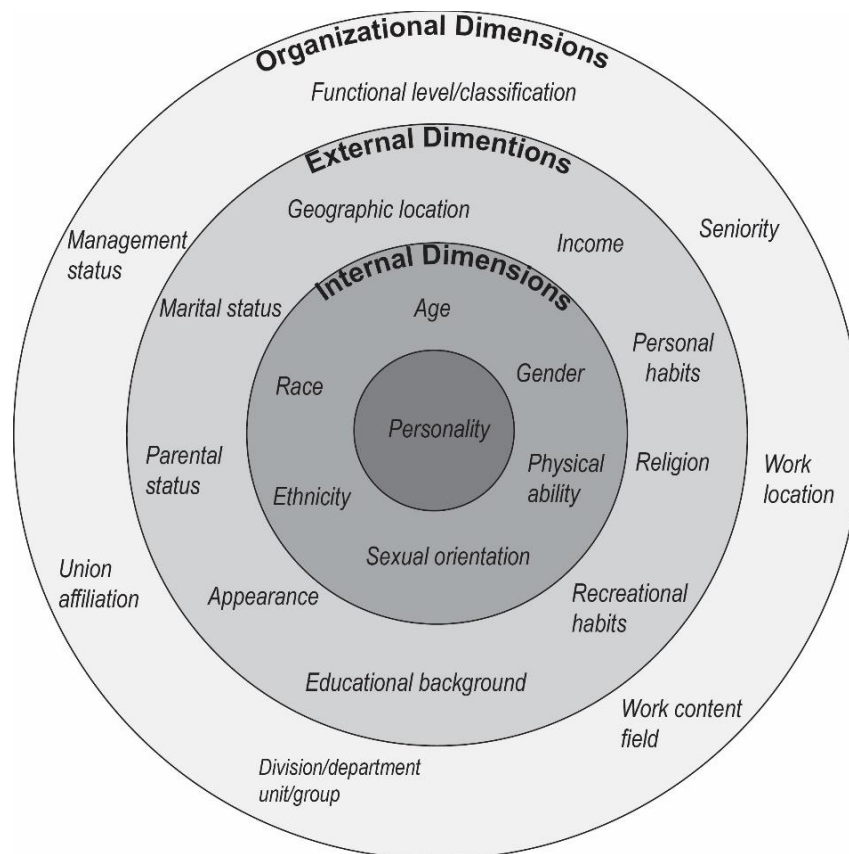 Organizational Dimensions
Functional level/classification
External Dimentions
Geographic location
Income
Seniority
Management
status
Internal Dimensions
Marital status
Age
Personal
habits
Gender
Race
Personality
Parental
status
Physical
ability
Religion
Work
location
Ethnicity
Sexual orientation
Union
affiliation
Appearance
Recreational
habits
Educational background
Work content
field
Division/department
unit/group